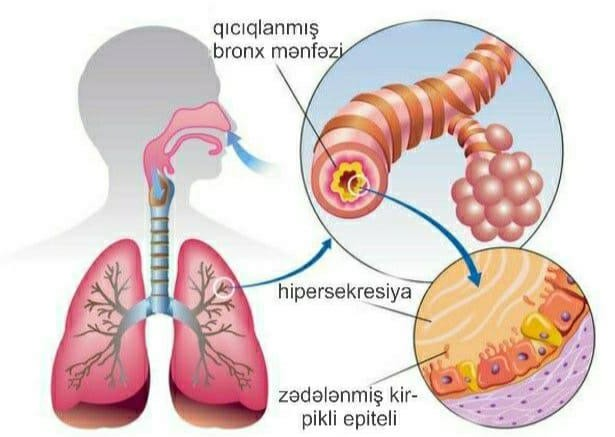 qıcıqlanmış
bronx mənfəzi
hipersekresiya
zədələnmiş kir-
pikli epiteli